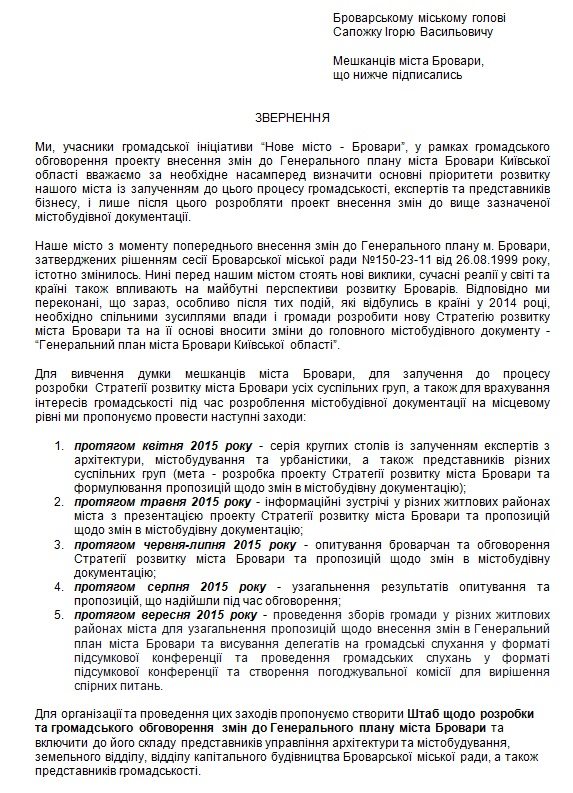 Броварському міському голові
Сапожку Ігорю Васильовичу
Мешканців міста Бровари,
що нижче підписались
ЗВЕРНЕННЯ
Ми, учасники громадської ініціативи “Нове місто - Бровари”, у рамках громадського
обговорення проекту внесення змін до Генерального плану міста Бровари Київської
області вважаємо за необхідне насамперед визначити основні пріоритети розвитку
нашого міста із залученням до цього процесу громадськості, експертів та представників
бізнесу, і лише після цього розробляти проект внесення змін до вище зазначеної
містобудівної документації.
Наше місто з моменту попереднього внесення змін до Генерального плану м. Бровари,
затверджених рішенням сесії Броварської міської ради №150-23-11 від 26.08.1999 року,
істотно змінилось. Нині перед нашим містом стоять нові виклики, сучасні реалії у світі та
країні також впливають на майбутні перспективи розвитку Броварів. Відповідно ми
переконані, що зараз, особливо після тих подій, які відбулись в країні у 2014 році,
необхідно спільними зусиллями влади і громади розробити нову Стратегію розвитку
міста Бровари та на її основі вносити зміни до головного містобудівного документу -
“Генеральний план міста Бровари Київської області”.
Для вивчення думки мешканців міста Бровари, для залучення до процесу
розробки Стратегії розвитку міста Бровари усіх суспільних груп, а також для врахування
інтересів громадськості під час розроблення містобудівної документації на місцевому
рівні ми пропонуємо провести наступні заходи:
1. протягом квітня 2015 року - серія круглих столів із залученням експертів з
архітектури, містобудування та урбаністики, а також представників різних
суспільних груп (мета - розробка проекту Стратегії розвитку міста Бровари та
формулювання пропозицій щодо змін в містобудівну документацію);
2. протягом травня 2015 року - інформаційні зустрічі у різних житлових районах
міста з презентацією проекту Стратегії розвитку міста Бровари та пропозицій
щодо змін в містобудівну документацію;
3. протягом червня-липня 2015 року - опитування броварчан та обговорення
Стратегії розвитку міста Бровари та пропозицій щодо змін в містобудівну
документацію;
4. протягом серпня 2015 року - узагальнення результатів опитування та
пропозицій, що надійшли під час обговорення;
5. протягом вересня 2015 року - проведення зборів громади у різних житлових
районах міста для узагальнення пропозицій щодо внесення змін в Генеральний
план міста Бровари та висування делегатів на громадські слухання у форматі
підсумкової конференції та проведення громадських слухань у форматі
підсумкової конференції та створення погоджувальної комісії для вирішення
спірних питань.
Для організації та проведення цих заходів пропонуємо створити Штаб щодо розробки
та громадського обговорення змін до Генерального плану міста Бровари та
включити до його складу представників управління архітектури та містобудування,
земельного відділу, відділу капітального будівництва Броварської міської ради, а також
представників громадськості.